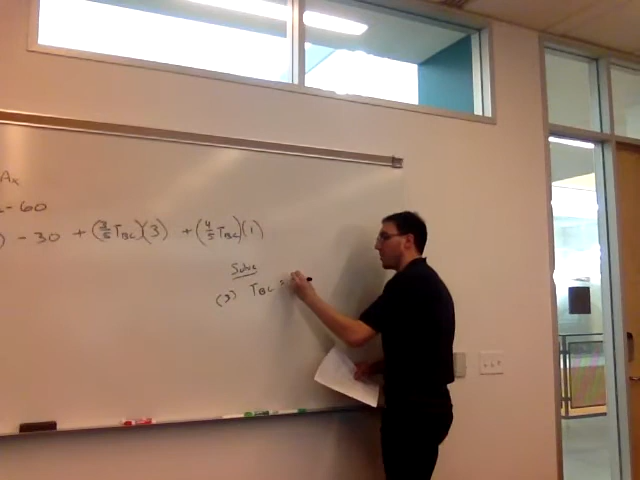 Ax
- 60
) - 30 + (3/5 TBC)(3) + (4/5 TBC)(1)
Solve
(3) TBC =